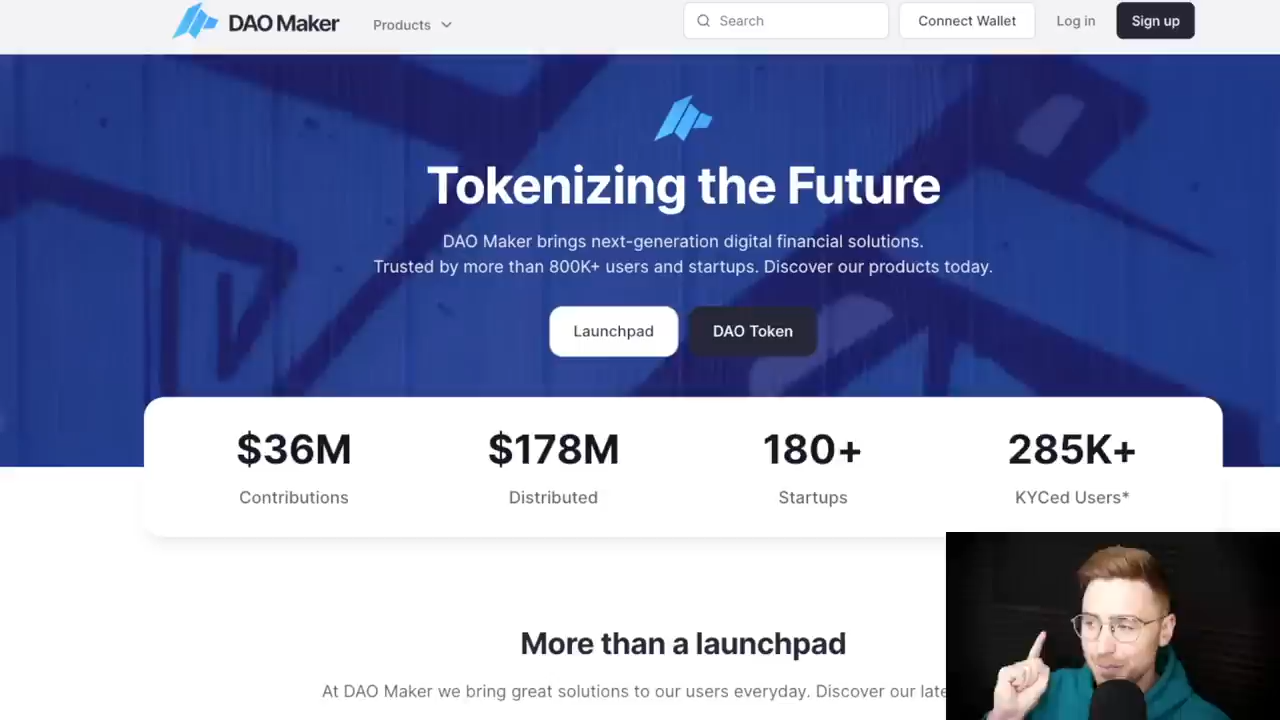 DAO Maker
Products
Search
Connect Wallet
Log in
Sign up
Tokenizing the Future
DAO Maker brings next-generation digital financial solutions.
Trusted by more than 800K+ users and startups. Discover our products today.
Launchpad
DAO Token
$36M
$178M
180+
285K+
Contributions
Distributed
Startups
KYCed Users*
More than a launchpad
At DAO Maker we bring great solutions to our users everyday. Discover our